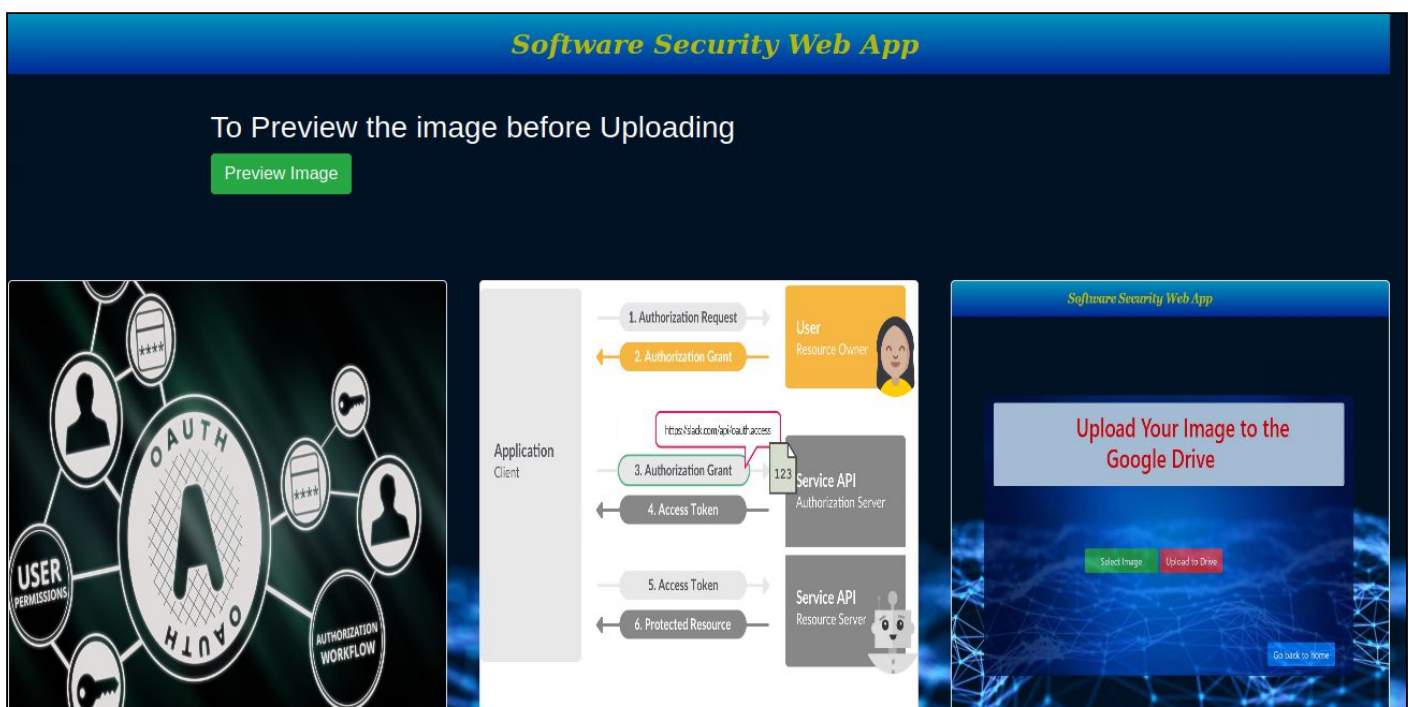 Software Security Web App
To Preview the image before Uploading
Preview Image
OAUTH
OAUTH
A
****
****
USER
PERMISSIONS
AUTHORIZATION
WORKFLOW
Application
Client
1. Authorization Request
2. Authorization Grant
User
Resource Owner
https://slack.com/api/oauth.access
3. Authorization Grant
123
4. Access Token
Service API
Authorization Server
5. Access Token
6. Protected Resource
Service API
Resource Server
Software Security Web App
Upload Your Image to the
Google Drive
Select Image
Upload to Drive
Go back to home